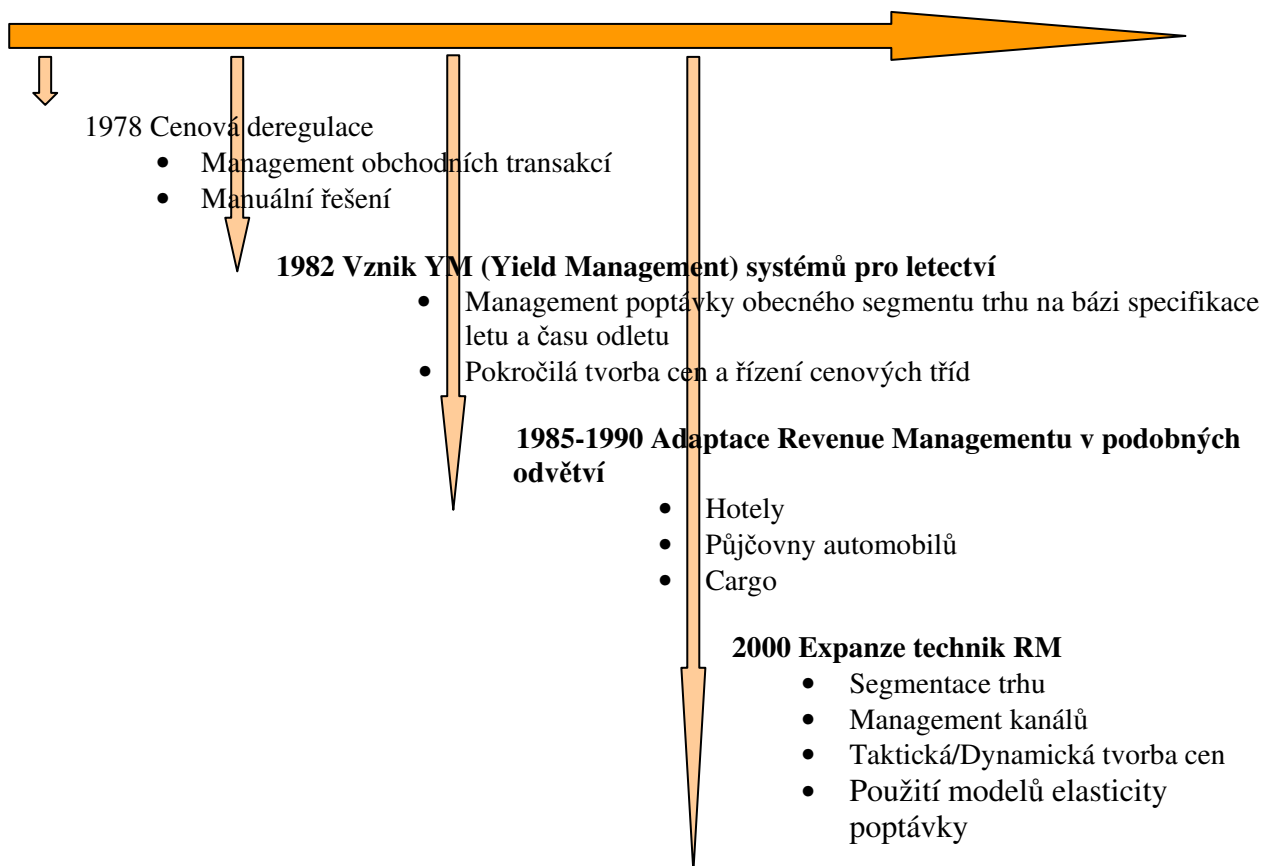 1978 Cenová deregulace
• Management obchodních transakcí
• Manuální řešení
1982 Vznik YM (Yield Management) systémů pro letectví
• Management poptávky obecného segmentu trhu na bázi specifikace
letu a času odletu
• Pokročilá tvorba cen a řízení cenových tříd
1985-1990 Adaptace Revenue Managementu v podobných
odvětví
• Hotely
• Půjčovny automobilů
• Cargo
2000 Expanze technik RM
• Segmentace trhu
• Management kanálů
• Taktická/Dynamická tvorba cen
• Použití modelů elasticity
poptávky